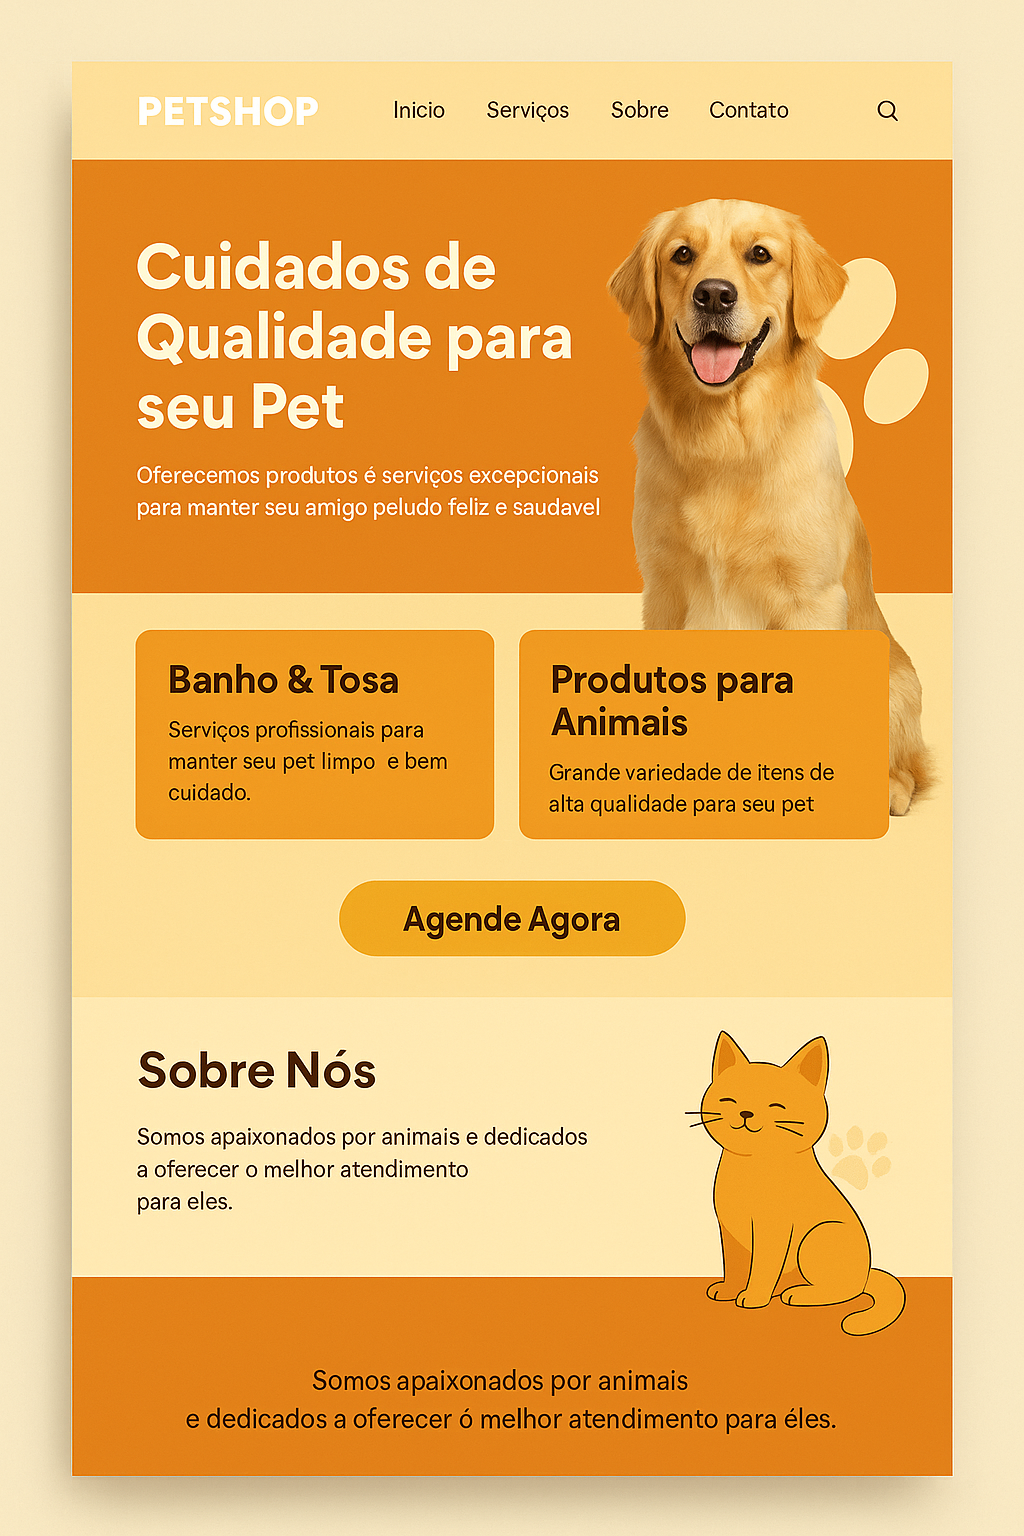 PETSHOP
Inicio Serviços Sobre Contato
Cuidados de
Qualidade para
seu Pet
Oferecemos produtos é serviços excepcionais
para manter seu amigo peludo feliz e saudavel
Banho & Tosa
Serviços profissionais para
manter seu pet limpo e bem
cuidado.
Produtos para
Animais
Grande variedade de itens de
alta qualidade para seu pet
Agende Agora
Sobre Nós
Somos apaixonados por animais e dedicados
a oferecer o melhor atendimento
para eles.
Somos apaixonados por animais
e dedicados a oferecer ó melhor atendimento para éles.